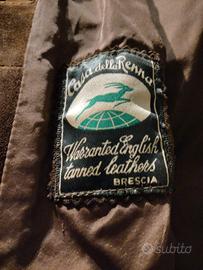 Casa della Renna
Warranted English
tanned leathers
BRESCIA
subito